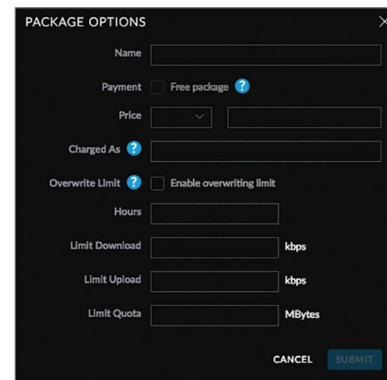 PACKAGE OPTIONS
Name
Payment Free package ?
Price
Charged As ?
Overwrite Limit ? Enable overwriting limit
Hours
Limit Download kbps
Limit Upload kbps
Limit Quota MBytes
CANCEL SUBMIT